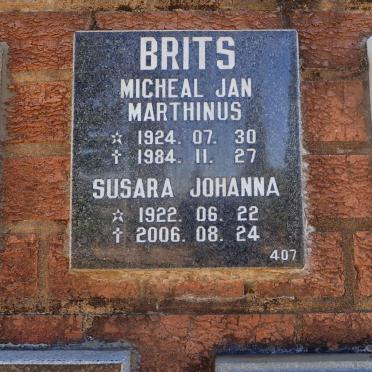 BRITS
MICHEAL JAN
MARTHINUS
☆ 1924. 07. 30
† 1984. 11. 27
SUSARA JOHANNA
☆ 1922. 06. 22
† 2006. 08. 24
407